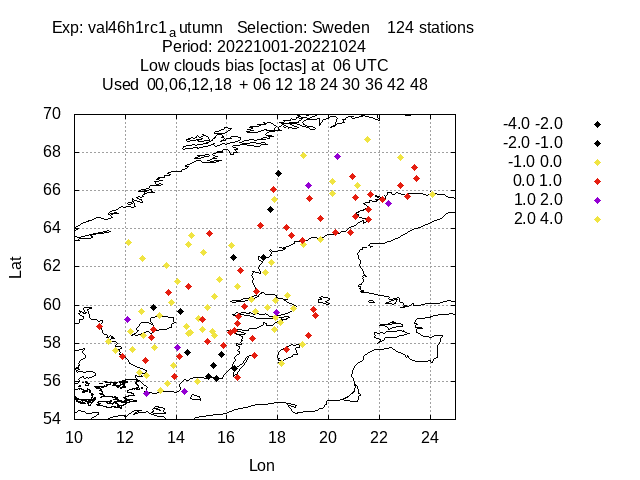 Exp: val46h1rc1_autumn Selection: Sweden 124 stations
Period: 20221001-20221024
Low clouds bias [octas] at 06 UTC
Used 00,06,12,18 + 06 12 18 24 30 36 42 48
-4.0 -2.0
-2.0 -1.0
-1.0 0.0
0.0 1.0
1.0 2.0
2.0 4.0
Lat
70
68
66
64
62
60
58
56
54
10 12 14 16 18 20 22 24
Lon